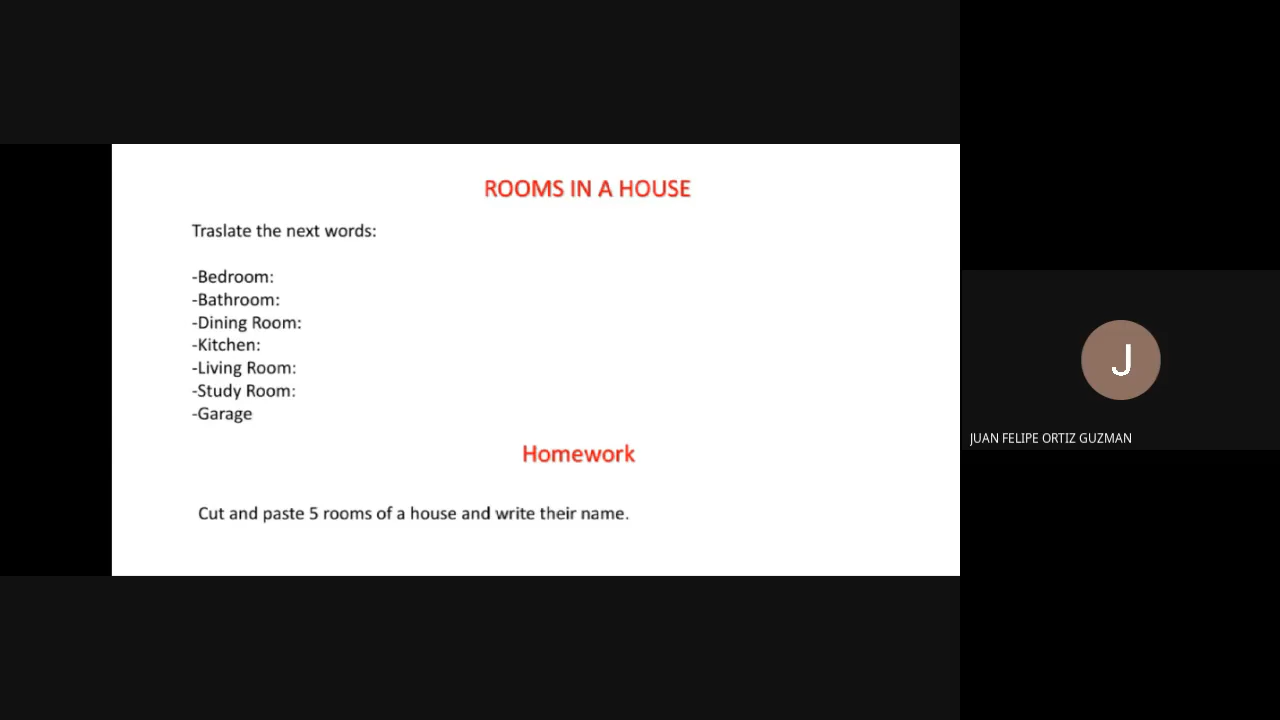 ROOMS IN A HOUSE
Traslate the next words:
-Bedroom:
-Bathroom:
-Dining Room:
-Kitchen:
-Living Room:
-Study Room:
-Garage
Homework
Cut and paste 5 rooms of a house and write their name.
J
JUAN FELIPE ORTIZ GUZMAN